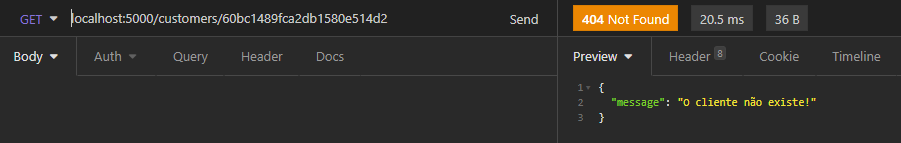 GET localhost:5000/customers/60bc1489fca2db1580e514d2 Send 404 Not Found 20.5 ms 36 B
Body Auth Query Header Docs Preview Header 8 Cookie Timeline
1 {
2 "message": "O cliente não existe!"
3 }